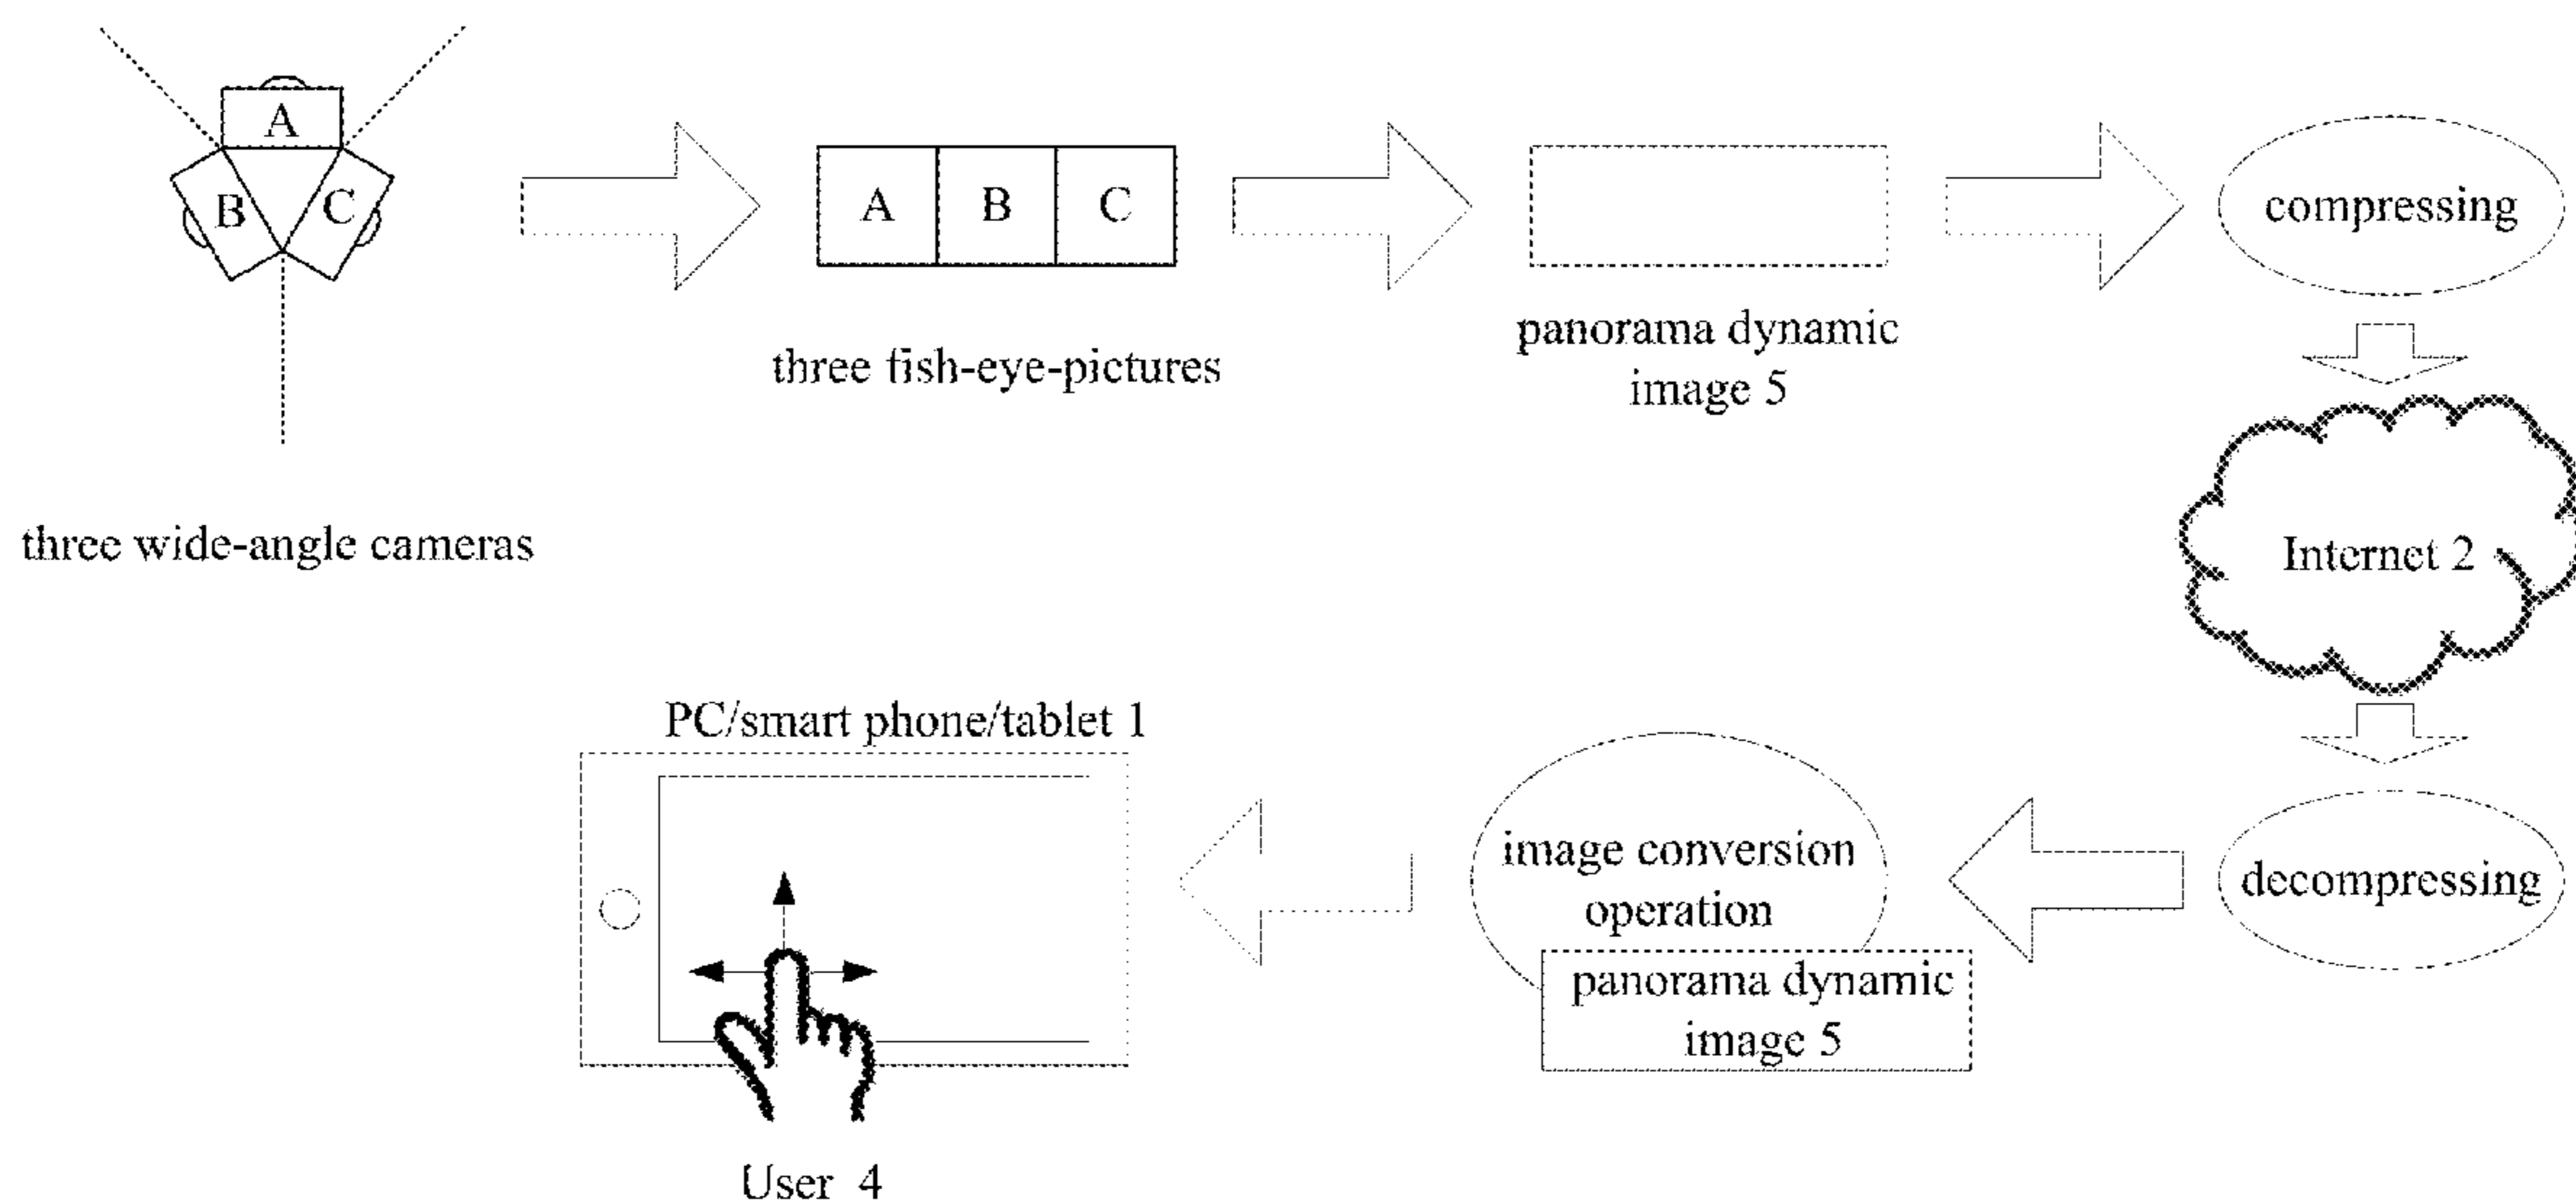 A
B
C
A B C
compressing
three fish-eye-pictures
panorama dynamic
image 5
three wide-angle cameras
Internet 2
PC/smart phone/tablet 1
image conversion
operation
decompressing
panorama dynamic
image 5
User 4